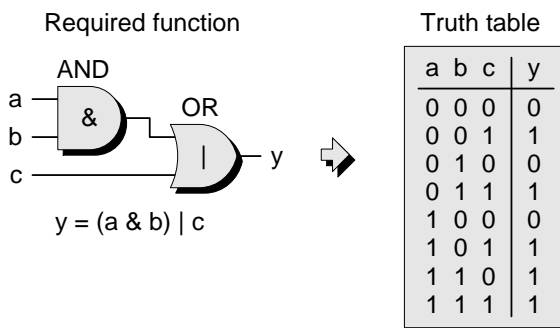 Required function
AND
a
&
OR
b
|
y
c
y = (a & b) | c
Truth table
a b c y
0 0 0 0
0 0 1 1
0 1 0 0
0 1 1 1
1 0 0 0
1 0 1 1
1 1 0 1
1 1 1 1